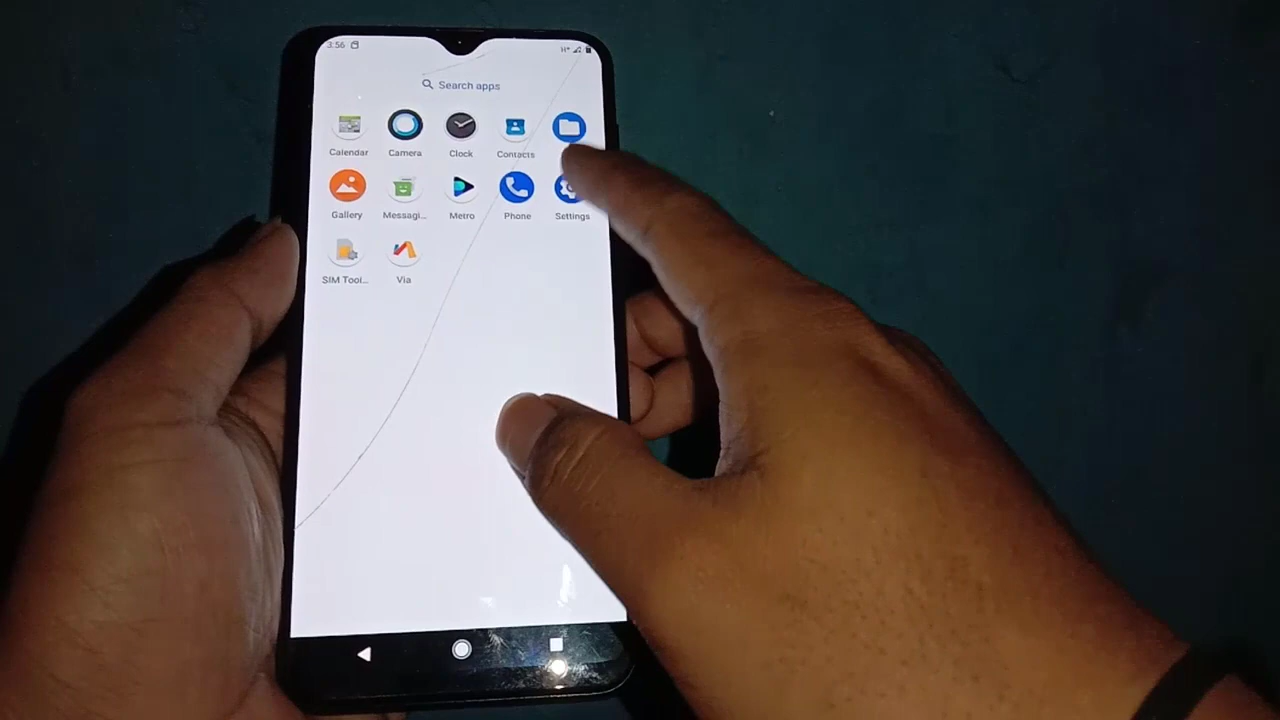 3:56
H+
Search apps
Calendar Camera Clock Contacts
Gallery Messagi... Metro Phone Settings
SIM Tool... Via